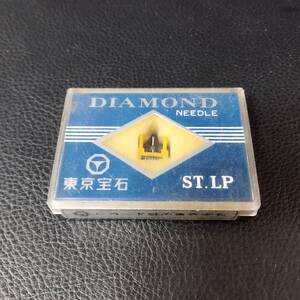 DIAMOND
NEEDLE
東京宝石
ST.LP